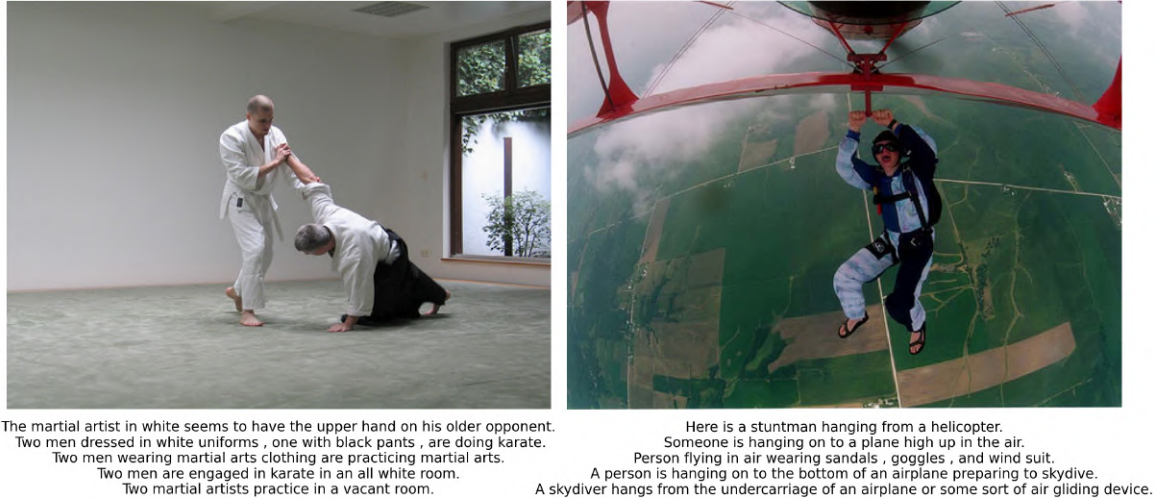 The martial artist in white seems to have the upper hand on his older opponent.
Two men dressed in white uniforms , one with black pants , are doing karate.
Two men wearing martial arts clothing are practicing martial arts.
Two men are engaged in karate in an all white room.
Two martial artists practice in a vacant room.
Here is a stuntman hanging from a helicopter.
Someone is hanging on to a plane high up in the air.
Person flying in air wearing sandals , goggles , and wind suit.
A person is hanging on to the bottom of an airplane preparing to skydive.
A skydiver hangs from the undercarriage of an airplane or some sort of air gliding device.